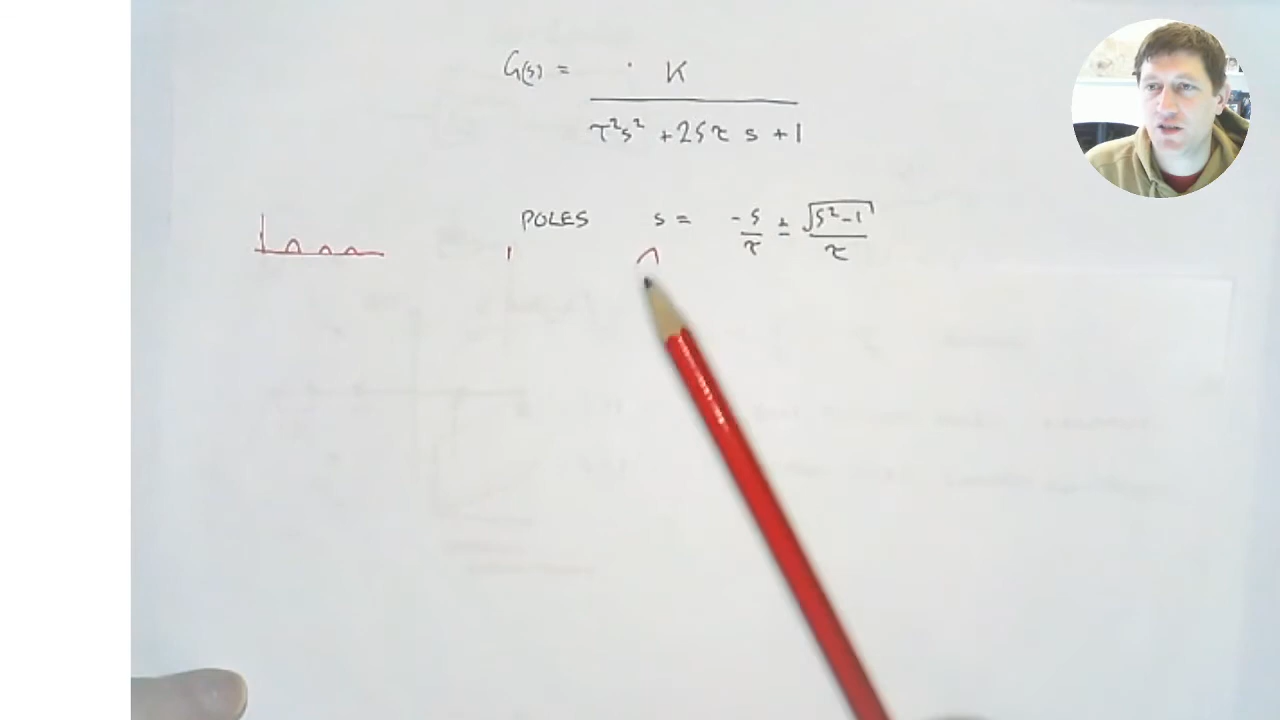 G(s) = K
τ²s² + 2ζτ s + 1
POLES s = -ζ/τ ± √ζ²-1/τ